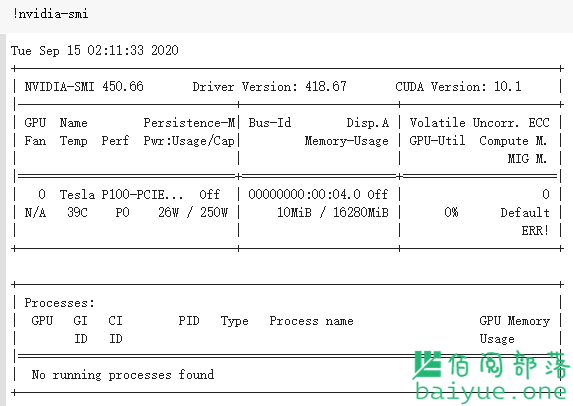 !nvidia-smi
Tue Sep 15 02:11:33 2020
NVIDIA-SMI 450.66 Driver Version: 418.67 CUDA Version: 10.1
GPU Name Persistence-M| Bus-Id Disp.A | Volatile Uncorr. ECC
Fan Temp Perf Pwr:Usage/Cap| Memory-Usage | GPU-Util Compute M.
MIG M.
0 Tesla P100-PCIE... Off | 00000000:00:04.0 Off | 0
N/A 39C P0 26W / 250W | 10MiB / 16280MiB | 0% Default
ERR!
Processes:
GPU GI CI PID Type Process name GPU Memory
ID ID Usage
No running processes found
佰阅部落
baiyue.one